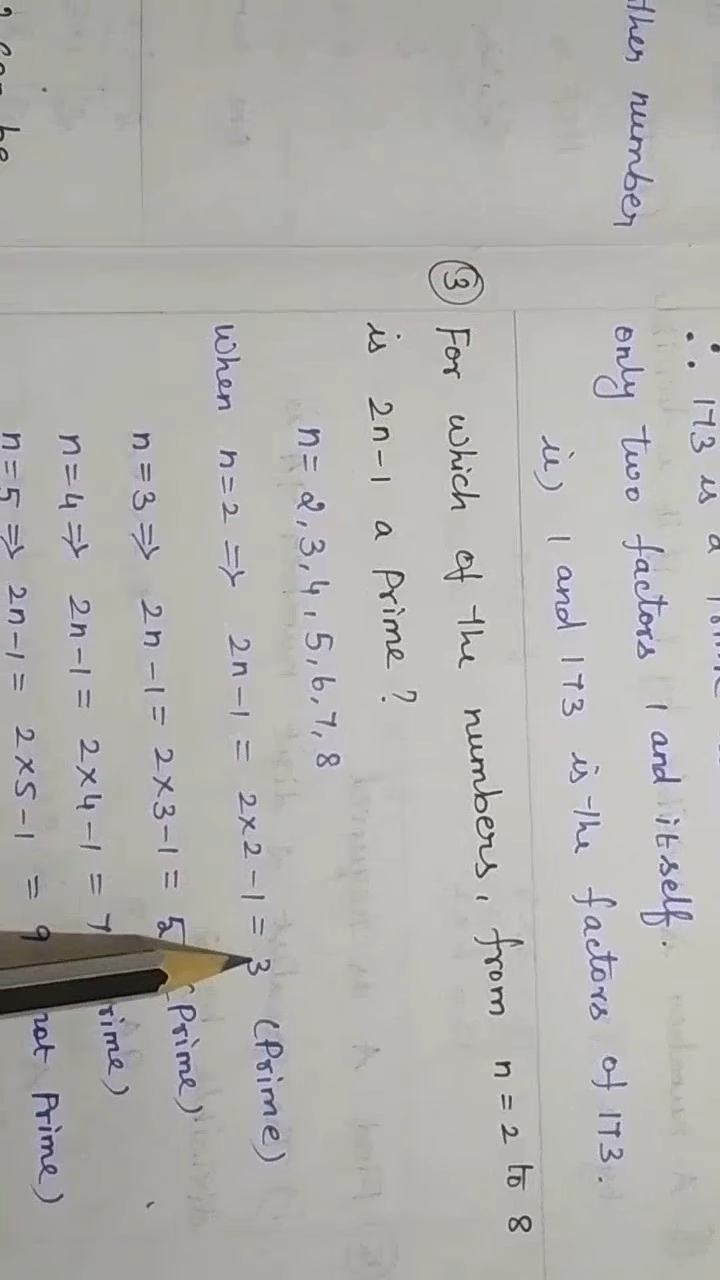 ∴ 173 is a
only two factors 1 and itself.
ie) 1 and 173 is the factors of 173.
③ For which of the numbers, from n = 2 to 8
is 2n-1 a prime?
n = 2, 3, 4, 5, 6, 7, 8
When n=2 ⇒ 2n-1 = 2×2-1 = 3 (Prime)
n=3 ⇒ 2n-1 = 2×3-1 = 5 (Prime)
n=4 ⇒ 2n-1 = 2×4-1 = 7 rime)
n=5 ⇒ 2n-1 = 2×5-1 = 9 not Prime)
ther number
can be